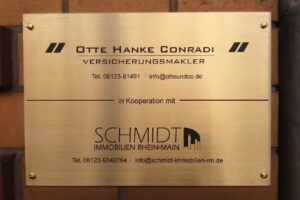 OTTE HANKE CONRADI
VERSICHERUNGSMAKLER
Tel. 06123-81491 · info@otteundco.de
in Kooperation mit
SCHMIDT
IMMOBILIEN RHEIN-MAIN
Tel. 06123-9340764 · info@schmidt-immobilien-rm.de